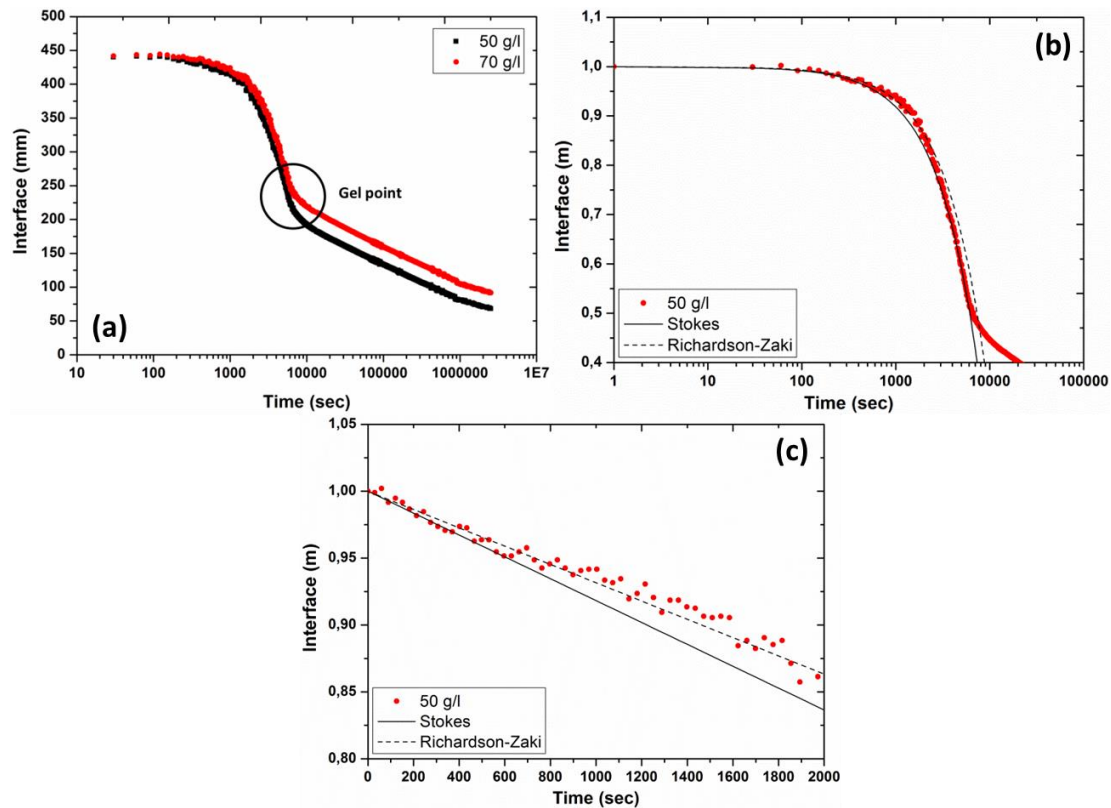 500
450
400
350
300
250
200
150
100
50
0
Interface (mm)
50 g/l
70 g/l
Gel point
(a)
10
100
1000
10000
100000
1000000
1E7
Time (sec)
1,1
1,0
0,9
0,8
0,7
0,6
0,5
0,4
Interface (m)
(b)
50 g/l
Stokes
Richardson-Zaki
1
10
100
1000
10000
100000
Time (sec)
1,05
1,00
0,95
0,90
0,85
0,80
Interface (m)
(c)
50 g/l
Stokes
Richardson-Zaki
0
200
400
600
800
1000
1200
1400
1600
1800
2000
Time (sec)